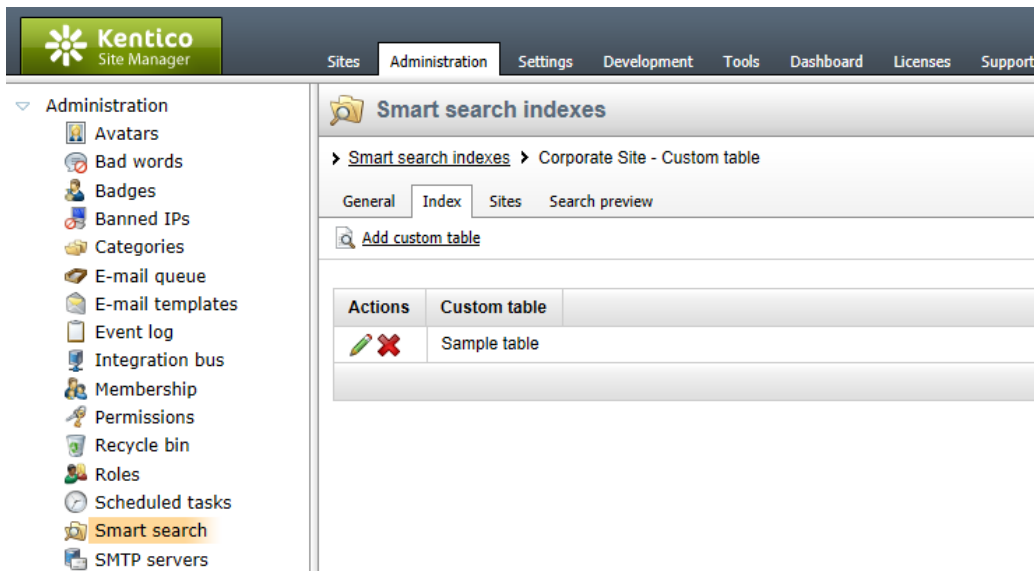 Kentico
Site Manager
Sites Administration Settings Development Tools Dashboard Licenses Support
Administration
Avatars
Bad words
Badges
Banned IPs
Categories
E-mail queue
E-mail templates
Event log
Integration bus
Membership
Permissions
Recycle bin
Roles
Scheduled tasks
Smart search
SMTP servers
Smart search indexes
Smart search indexes Corporate Site - Custom table
General Index Sites Search preview
Add custom table
Actions Custom table
Sample table